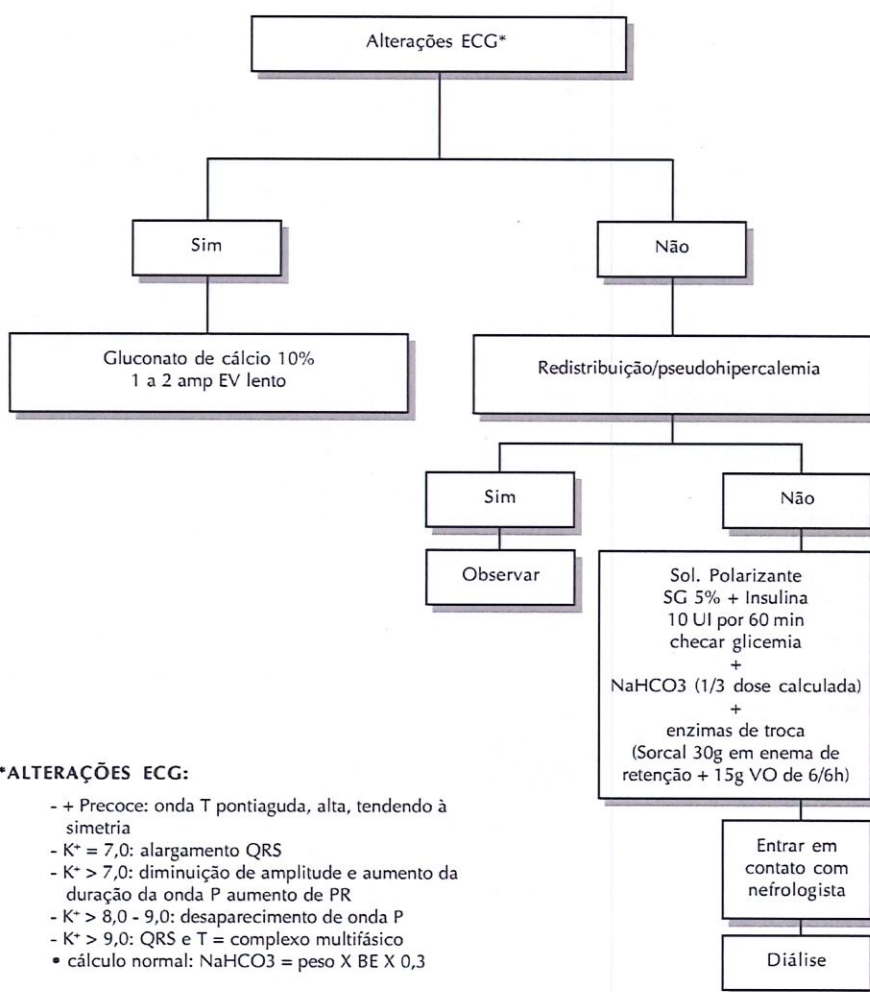 Alterações ECG*
Sim
Não
Gluconato de cálcio 10%
1 a 2 amp EV lento
Redistribuição/pseudohipercalemia
Sim
Não
Observar
Sol. Polarizante
SG 5% + Insulina
10 UI por 60 min
checar glicemia
+
NaHCO3 (1/3 dose calculada)
+
enzimas de troca
(Sorcal 30g em enema de
retenção + 15g VO de 6/6h)
Entrar em
contato com
nefrologista
Diálise
*ALTERAÇÕES ECG:
- + Precoce: onda T pontiaguda, alta, tendendo à
simetria
- K⁺ = 7,0: alargamento QRS
- K⁺ > 7,0: diminuição de amplitude e aumento da
duração da onda P aumento de PR
- K⁺ > 8,0 - 9,0: desaparecimento de onda P
- K⁺ > 9,0: QRS e T = complexo multifásico
• cálculo normal: NaHCO3 = peso X BE X 0,3